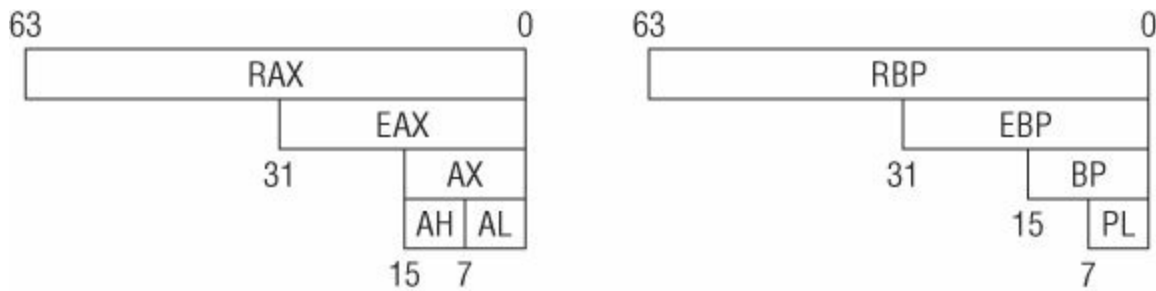 63 0 63 0
RAX RBP
EAX EBP
31 AX 31 BP
AH AL 15 PL
15 7 7